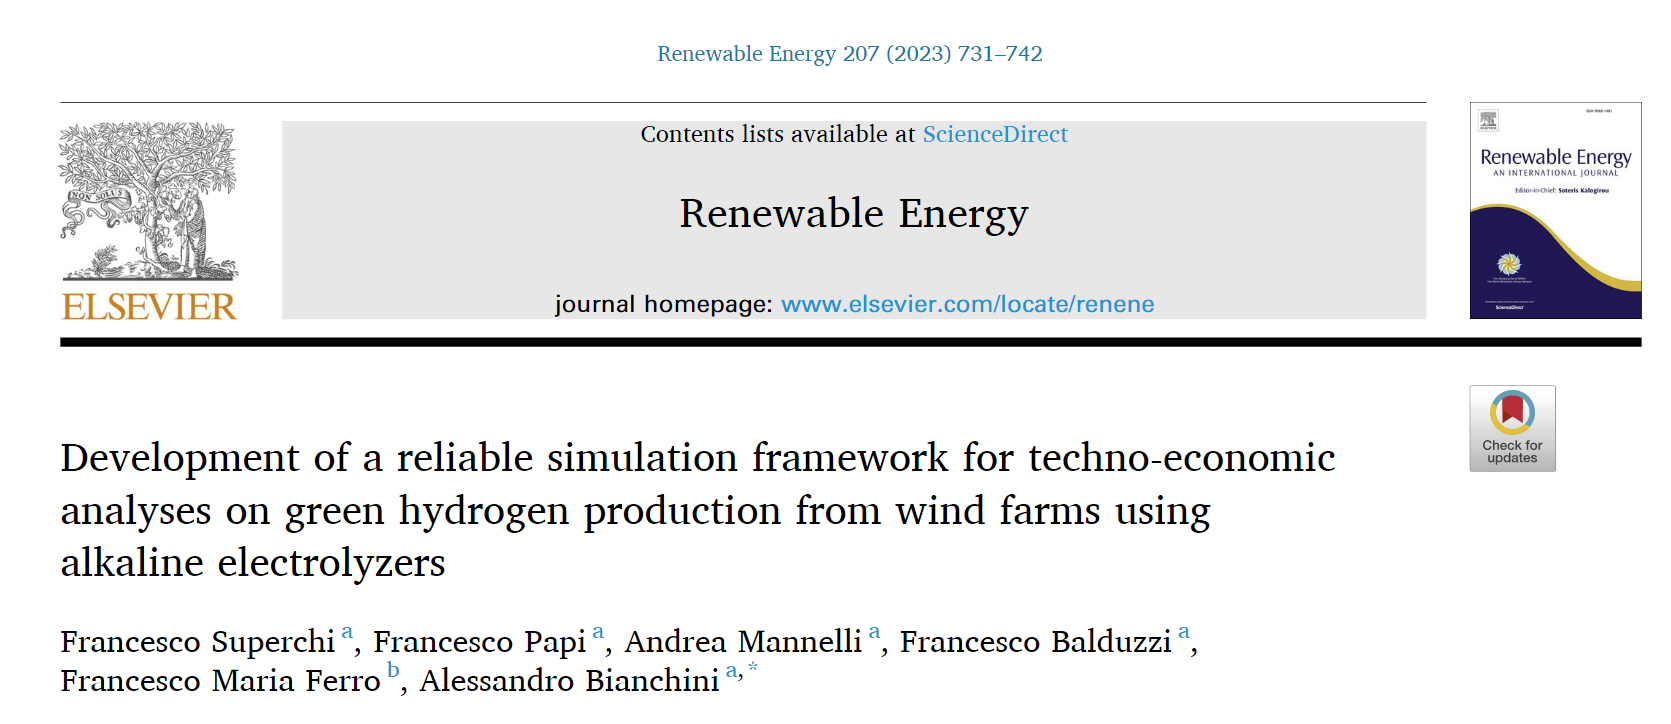 Renewable Energy 207 (2023) 731–742
Contents lists available at ScienceDirect
Renewable Energy
journal homepage: www.elsevier.com/locate/renene
NON SOLUS
ELSEVIER
ELSEVIER
Renewable Energy
AN INTERNATIONAL JOURNAL
Editor-in-Chief: Soteris Kalogirou
ScienceDirect
Check for
updates
Development of a reliable simulation framework for techno-economic
analyses on green hydrogen production from wind farms using
alkaline electrolyzers
Francesco Superchi a, Francesco Papi a, Andrea Mannelli a, Francesco Balduzzi a,
Francesco Maria Ferro b, Alessandro Bianchini a,*